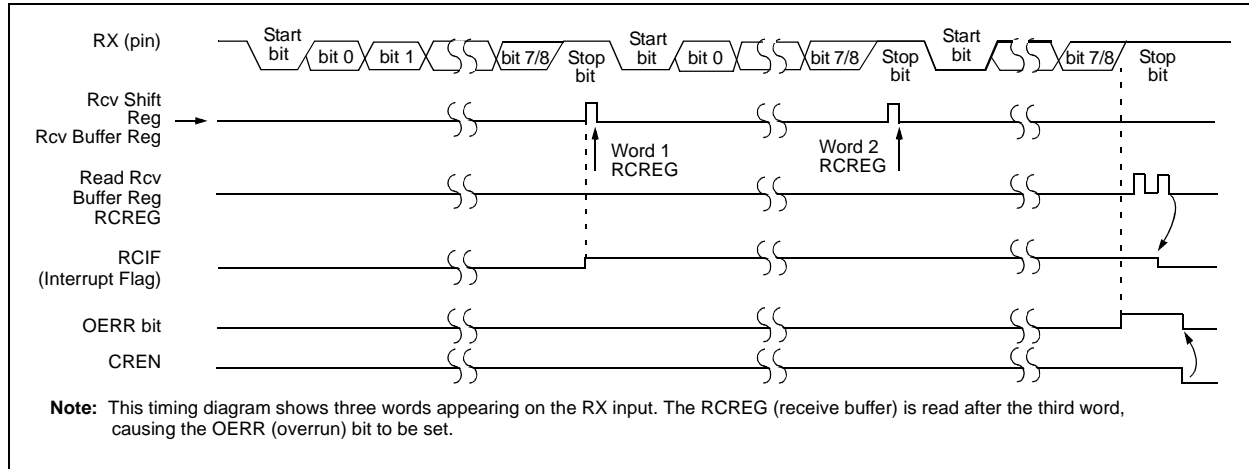 RX (pin)
Start
bit
bit 0
bit 1
bit 7/8
Stop
bit
Start
bit
bit 0
bit 7/8
Stop
bit
Start
bit
bit 7/8
Stop
bit
Rcv Shift
Reg
Rcv Buffer Reg
Word 1
RCREG
Word 2
RCREG
Read Rcv
Buffer Reg
RCREG
RCIF
(Interrupt Flag)
OERR bit
CREN
Note: This timing diagram shows three words appearing on the RX input. The RCREG (receive buffer) is read after the third word,
causing the OERR (overrun) bit to be set.